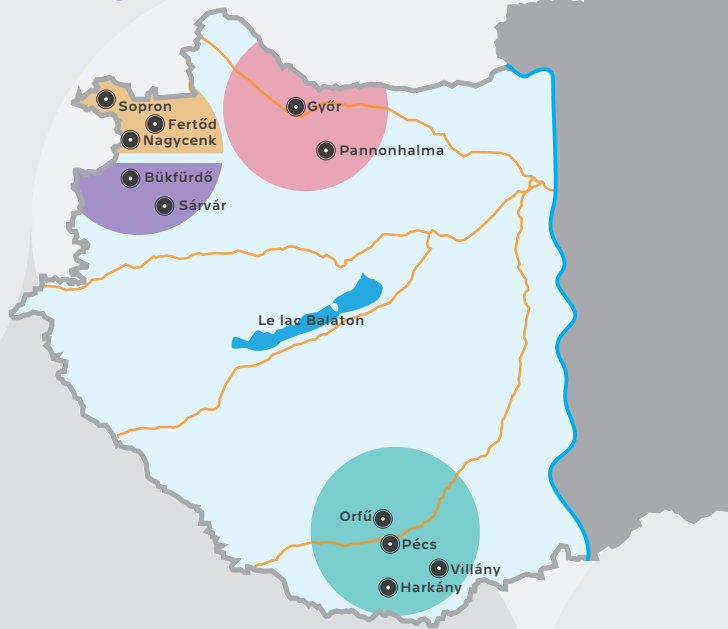 Sopron
Fertőd
Nagycenk
Győr
Pannonhalma
Bükfürdő
Sárvár
Le lac Balaton
Orfű
Pécs
Villány
Harkány